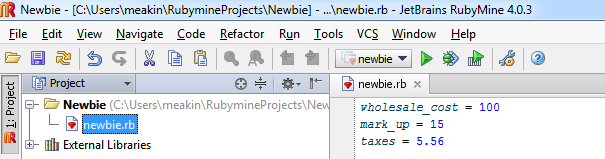 Newbie - [C:\Users\meakin\RubymineProjects\Newbie] - ...\newbie.rb - JetBrains RubyMine 4.0.3
File Edit View Navigate Code Refactor Run Tools VCS Window Help
newbie
1: Project
Project
newbie.rb
Newbie (C:\Users\meakin\RubymineProjects\New
newbie.rb
External Libraries
wholesale_cost = 100
mark_up = 15
taxes = 5.56